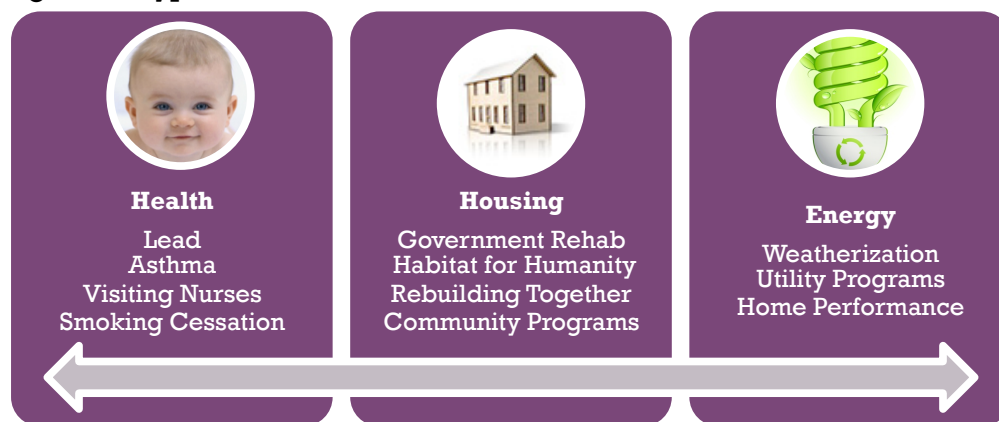 Health
Lead
Asthma
Visiting Nurses
Smoking Cessation
Housing
Government Rehab
Habitat for Humanity
Rebuilding Together
Community Programs
Energy
Weatherization
Utility Programs
Home Performance